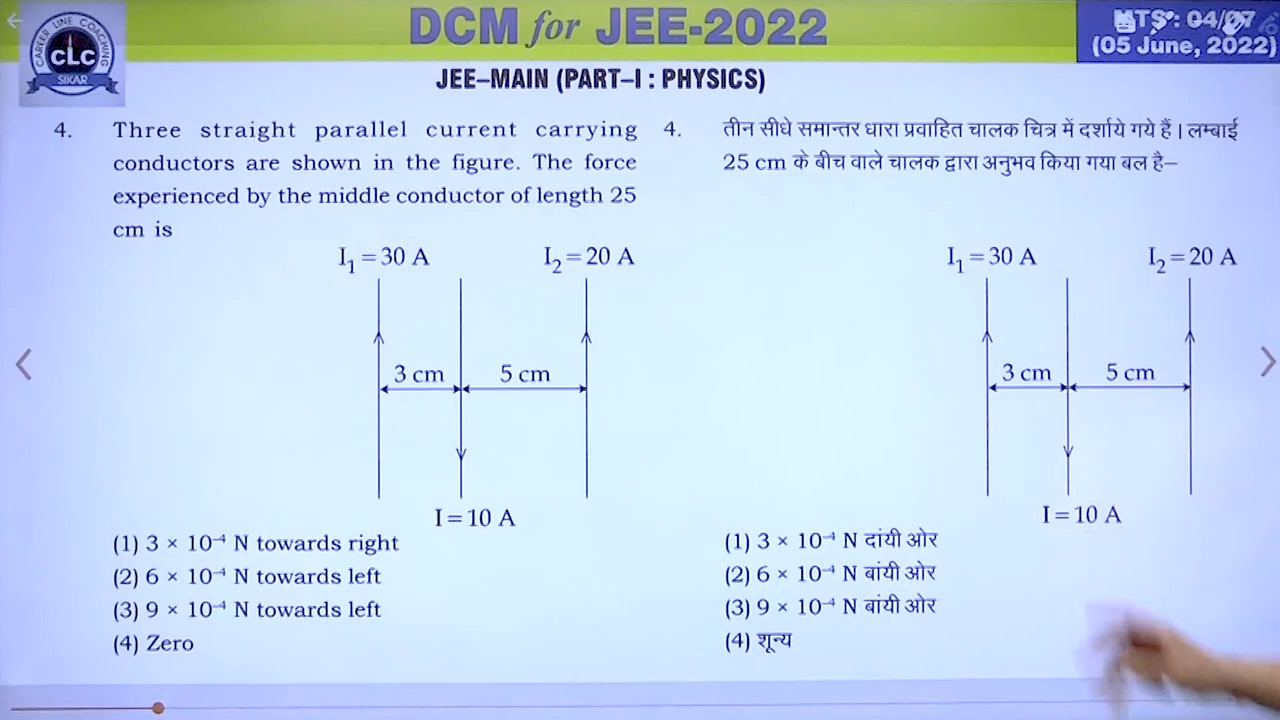 DCM for JEE-2022
MTS : 04/07
(05 June, 2022)
CAREER LINE COACHING
CLC
SIKAR
JEE–MAIN (PART–I : PHYSICS)
4. Three straight parallel current carrying
conductors are shown in the figure. The force
experienced by the middle conductor of length 25
cm is
I₁ = 30 A
I₂ = 20 A
3 cm
5 cm
I = 10 A
(1) 3 × 10⁻⁴ N towards right
(2) 6 × 10⁻⁴ N towards left
(3) 9 × 10⁻⁴ N towards left
(4) Zero
4. तीन सीधे समान्तर धारा प्रवाहित चालक चित्र में दर्शाये गये हैं। लम्बाई
25 cm के बीच वाले चालक द्वारा अनुभव किया गया बल है–
I₁ = 30 A
I₂ = 20 A
3 cm
5 cm
I = 10 A
(1) 3 × 10⁻⁴ N दांयी ओर
(2) 6 × 10⁻⁴ N बांयी ओर
(3) 9 × 10⁻⁴ N बांयी ओर
(4) शून्य